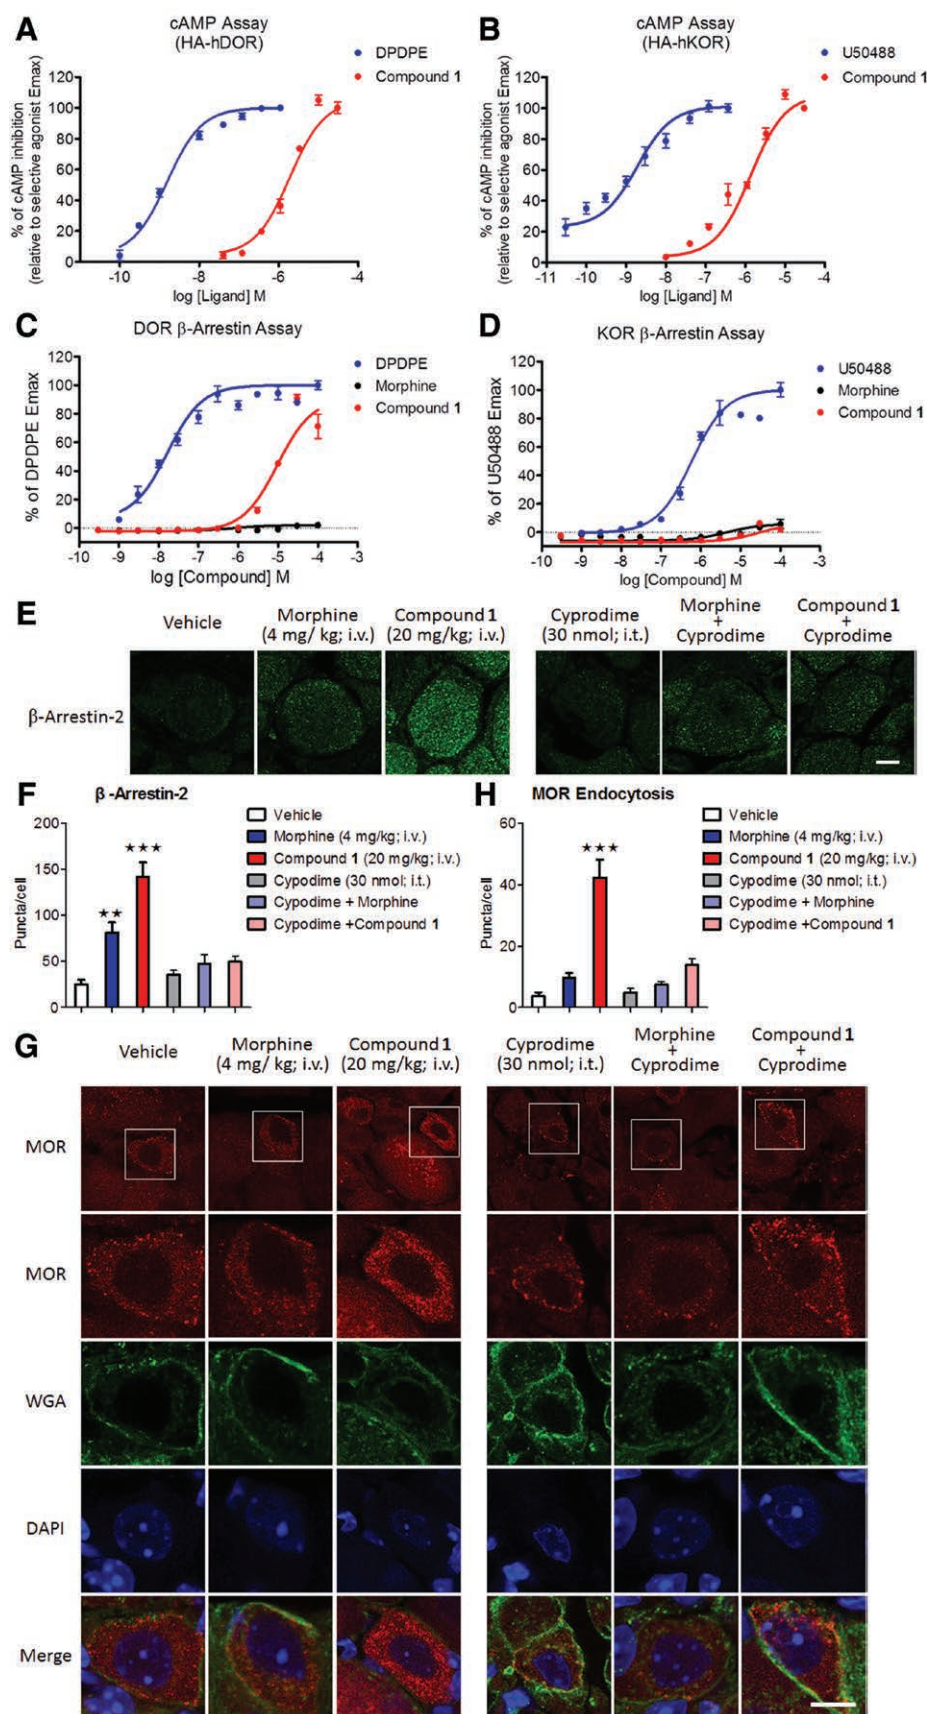 A
cAMP Assay
(HA-hDOR)
DPDPE
Compound 1
% of cAMP inhibition
(relative to selective agonist Emax)
120
100
80
60
40
20
0
-10
-8
-6
-4
log [Ligand] M
B
cAMP Assay
(HA-hKOR)
U50488
Compound 1
% of cAMP inhibition
(relative to selective agonist Emax)
120
100
80
60
40
20
0
-11
-10
-9
-8
-7
-6
-5
-4
log [Ligand] M
C
DOR β-Arrestin Assay
DPDPE
Morphine
Compound 1
% of DPDPE Emax
120
100
80
60
40
20
0
-10
-9
-8
-7
-6
-5
-4
-3
log [Compound] M
D
KOR β-Arrestin Assay
U50488
Morphine
Compound 1
% of U50488 Emax
120
100
80
60
40
20
0
-10
-9
-8
-7
-6
-5
-4
-3
log [Compound] M
E
Vehicle
Morphine
(4 mg/ kg; i.v.)
Compound 1
(20 mg/kg; i.v.)
Cyprodime
(30 nmol; i.t.)
Morphine
+
Cyprodime
Compound 1
+
Cyprodime
β-Arrestin-2
F
β -Arrestin-2
Puncta/cell
200
150
100
50
0
★★
★★★
Vehicle
Morphine (4 mg/kg; i.v.)
Compound 1 (20 mg/kg; i.v.)
Cypodime (30 nmol; i.t.)
Cypodime + Morphine
Cypodime +Compound 1
H
MOR Endocytosis
Puncta/cell
60
40
20
0
★★★
Vehicle
Morphine (4 mg/kg; i.v.)
Compound 1 (20 mg/kg; i.v.)
Cypodime (30 nmol; i.t.)
Cypodime + Morphine
Cypodime +Compound 1
G
Vehicle
Morphine
(4 mg/ kg; i.v.)
Compound 1
(20 mg/kg; i.v.)
Cyprodime
(30 nmol; i.t.)
Morphine
+
Cyprodime
Compound 1
+
Cyprodime
MOR
MOR
WGA
DAPI
Merge